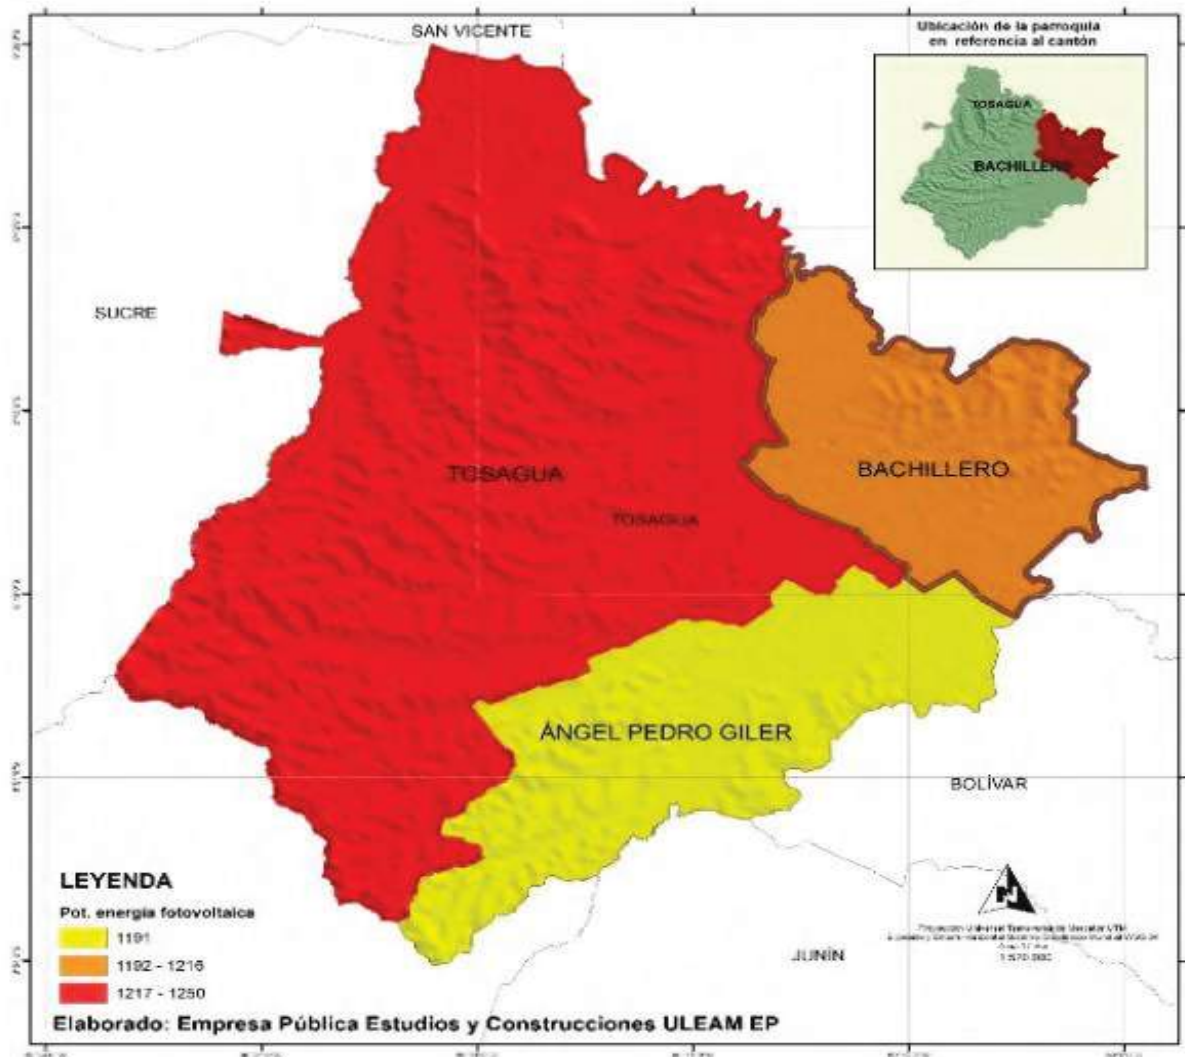 SAN VICENTE
Ubicación de la parroquia
en referencia al cantón
TOSAGUA
BACHILLERO
SUCRE
TOSAGUA
BACHILLERO
TOSAGUA
ÁNGEL PEDRO GILER
BOLÍVAR
JUNÍN
N
LEYENDA
Pot. energía fotovoltaica
1191
1192 - 1216
1217 - 1250
Elaborado: Empresa Pública Estudios y Construcciones ULEAM EP